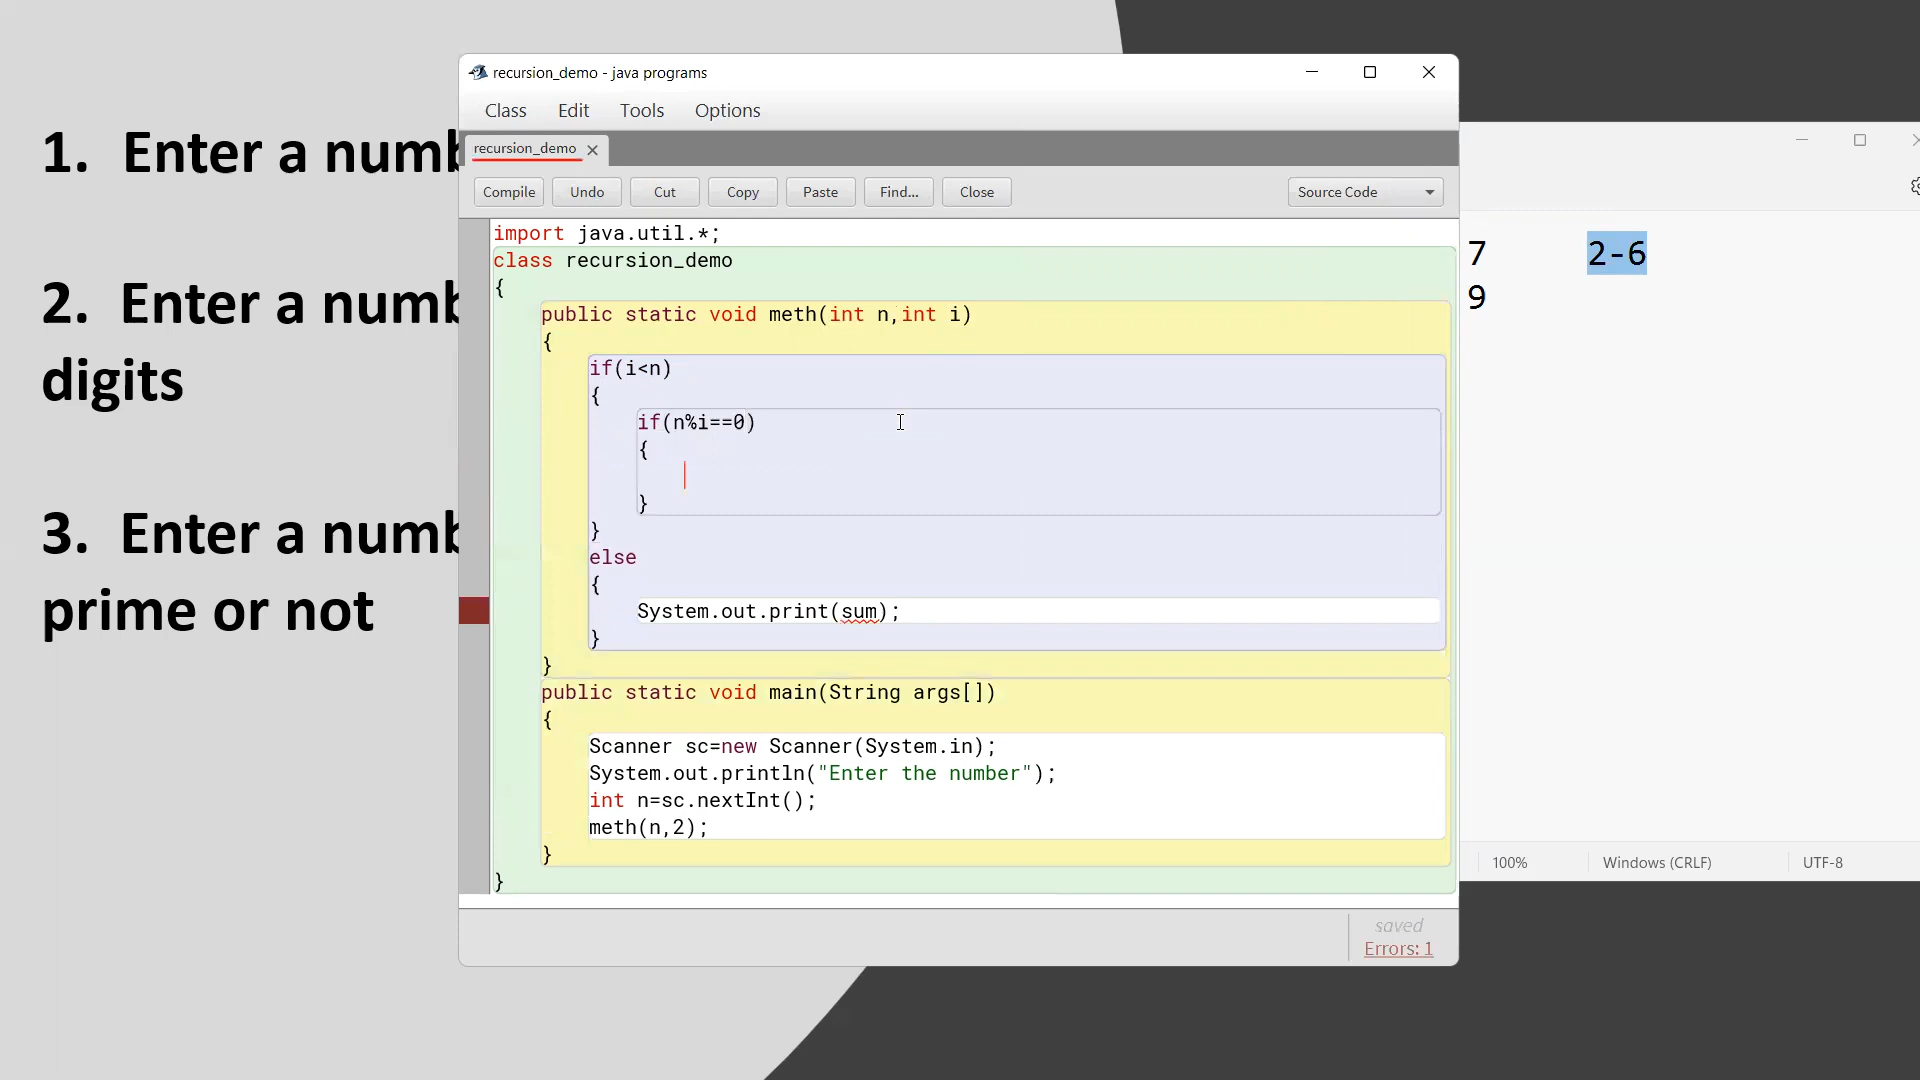 1. Enter a numb
2. Enter a numb
digits
3. Enter a numb
prime or not
recursion_demo - java programs
Class Edit Tools Options
recursion_demo
Compile Undo Cut Copy Paste Find... Close Source Code
import java.util.*;
class recursion_demo
{
public static void meth(int n,int i)
{
if(i<n)
{
if(n%i==0)
{
}
}
else
{
System.out.print(sum);
}
}
public static void main(String args[])
{
Scanner sc=new Scanner(System.in);
System.out.println("Enter the number");
int n=sc.nextInt();
meth(n,2);
}
}
saved
Errors: 1
7 2-6
9
100% Windows (CRLF) UTF-8